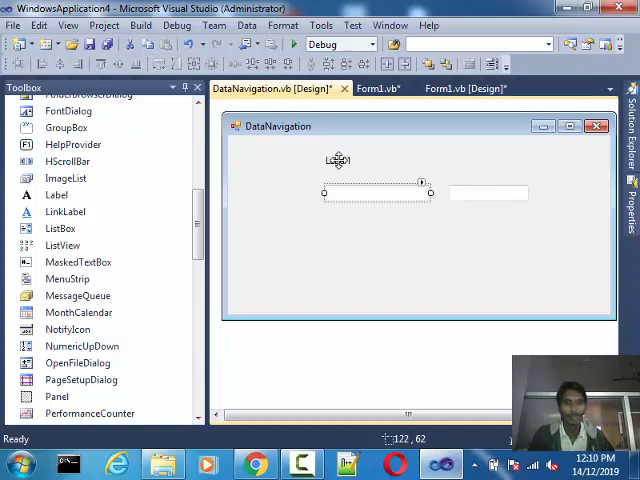 WindowsApplication4 - Microsoft Visual Studio (Administrator)
File Edit View Project Build Debug Team Data Format Tools Test Window Help
Debug
Toolbox
DataNavigation.vb [Design]* Form1.vb* Form1.vb [Design]*
FolderBrowserDialog
FontDialog
GroupBox
HelpProvider
HScrollBar
ImageList
Label
LinkLabel
ListBox
ListView
MaskedTextBox
MenuStrip
MessageQueue
MonthCalendar
NotifyIcon
NumericUpDown
OpenFileDialog
PageSetupDialog
Panel
PerformanceCounter
DataNavigation
Solution Explorer
Properties
Ready
122 , 62
12:10 PM
14/12/2019